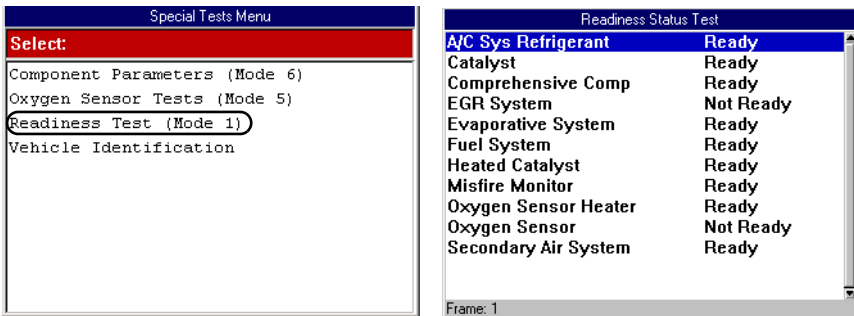 Special Tests Menu
Select:
Component Parameters (Mode 6)
Oxygen Sensor Tests (Mode 5)
Readiness Test (Mode 1)
Vehicle Identification
Readiness Status Test
A/C Sys Refrigerant Ready
Catalyst Ready
Comprehensive Comp Ready
EGR System Not Ready
Evaporative System Ready
Fuel System Ready
Heated Catalyst Ready
Misfire Monitor Ready
Oxygen Sensor Heater Ready
Oxygen Sensor Not Ready
Secondary Air System Ready
Frame: 1